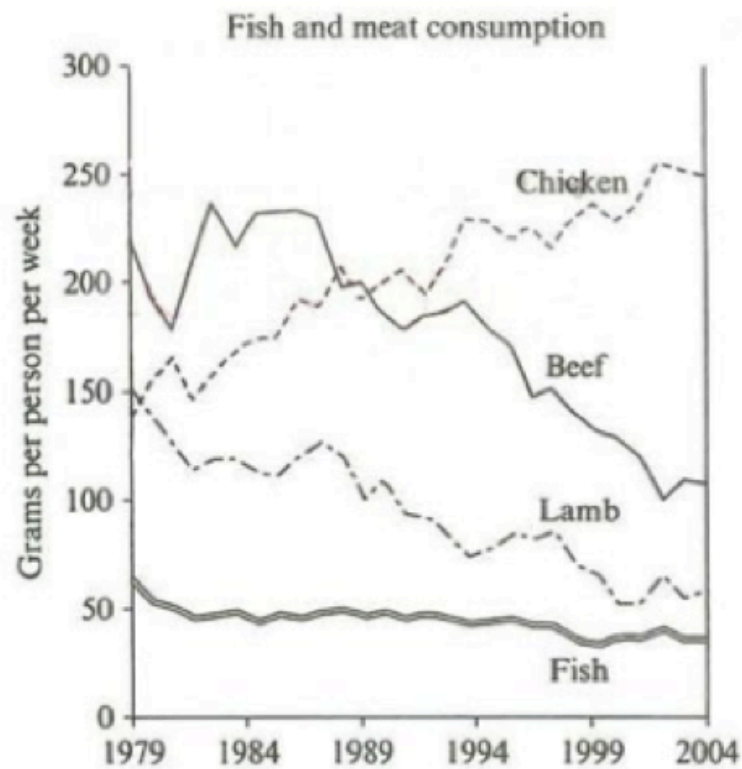 Fish and meat consumption
300
250
200
150
100
50
0
Grams per person per week
Chicken
Beef
Lamb
Fish
1979 1984 1989 1994 1999 2004